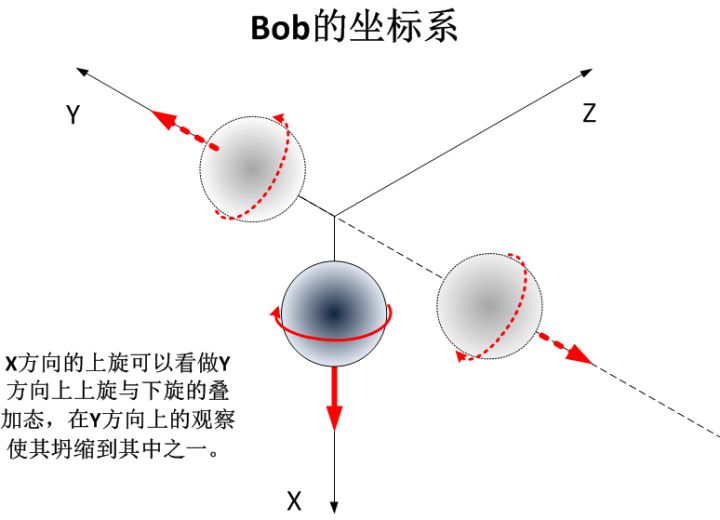 Bob的坐标系
Y
Z
X方向的上旋可以看做Y
方向上上旋与下旋的叠
加态，在Y方向上的观察
使其坍缩到其中之一。
X